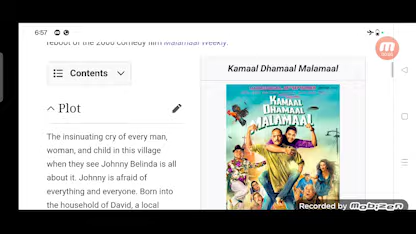 6:57
reboot of the 2006 comedy film Malamaal Weekly.
Contents
Kamaal Dhamaal Malamaal
Plot
The insinuating cry of every man,
woman, and child in this village
when they see Johnny Belinda is all
about it. Johnny is afraid of
everything and everyone. Born into
the household of David, a local
KAMAAL
DHAMAAL
MALAMAAL
Recorded by MOBIZEN